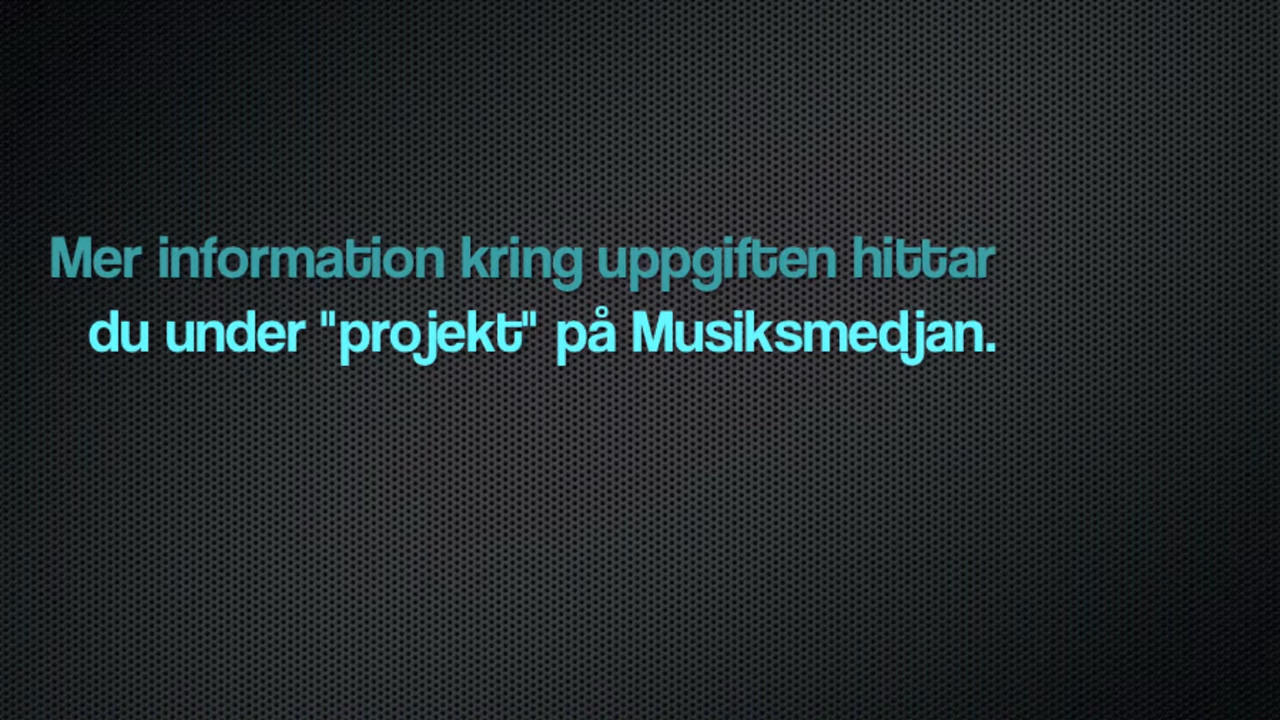 Mer information kring uppgiften hittar
du under "projekt" på Musiksmedjan.